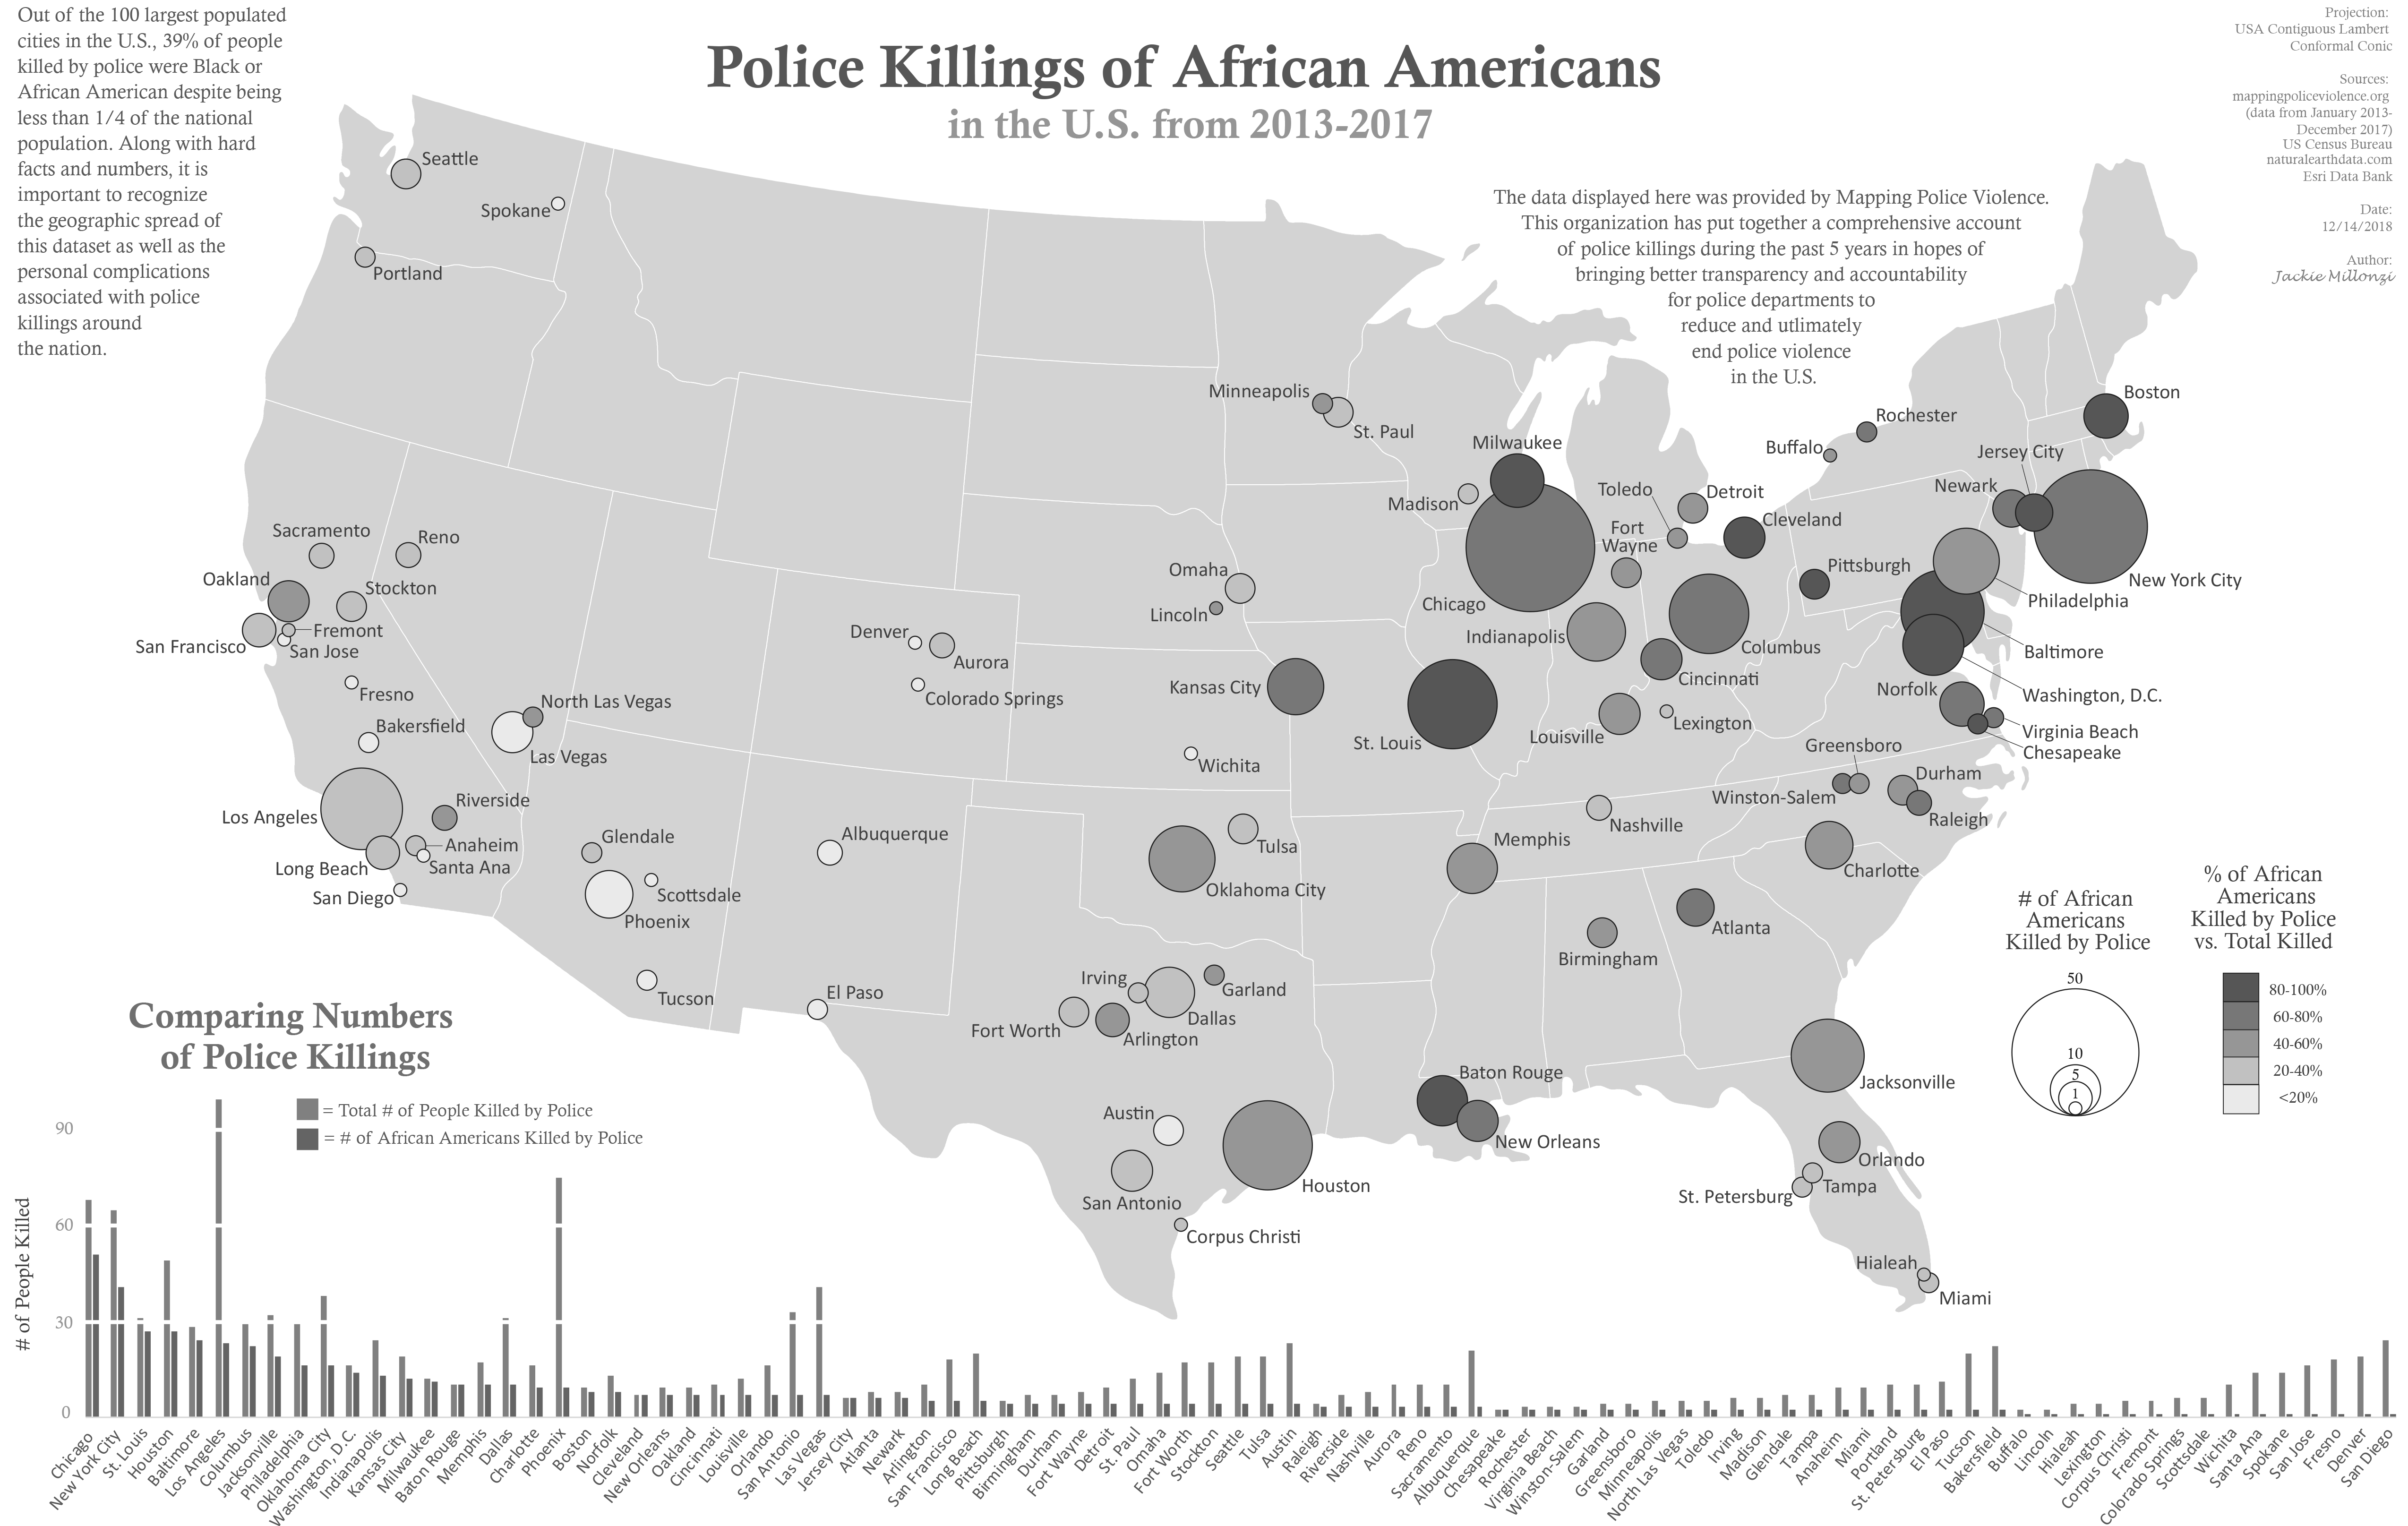 Out of the 100 largest populated
cities in the U.S., 39% of people
killed by police were Black or
African American despite being
less than 1/4 of the national
population. Along with hard
facts and numbers, it is
important to recognize
the geographic spread of
this dataset as well as the
personal complications
associated with police
killings around
the nation.
Police Killings of African Americans
in the U.S. from 2013-2017
Projection:
USA Contiguous Lambert
Conformal Conic
Sources:
mappingpoliceviolence.org
(data from January 2013-
December 2017)
US Census Bureau
naturalearthdata.com
Esri Data Bank
Date:
12/14/2018
Author:
Jackie Millonzi
The data displayed here was provided by Mapping Police Violence.
This organization has put together a comprehensive account
of police killings during the past 5 years in hopes of
bringing better transparency and accountability
for police departments to
reduce and utlimately
end police violence
in the U.S.
Seattle
Spokane
Portland
Minneapolis
St. Paul
Milwaukee
Madison
Chicago
Toledo
Detroit
Fort
Wayne
Cleveland
Buffalo
Rochester
Boston
Jersey City
Newark
New York City
Pittsburgh
Philadelphia
Baltimore
Washington, D.C.
Norfolk
Virginia Beach
Chesapeake
Sacramento
Reno
Oakland
Stockton
Fremont
San Francisco
San Jose
Fresno
Bakersfield
North Las Vegas
Las Vegas
Los Angeles
Riverside
Anaheim
Santa Ana
Long Beach
San Diego
Glendale
Scottsdale
Phoenix
Tucson
Albuquerque
El Paso
Denver
Aurora
Colorado Springs
Omaha
Lincoln
Kansas City
Wichita
St. Louis
Indianapolis
Columbus
Cincinnati
Louisville
Lexington
Greensboro
Winston-Salem
Durham
Raleigh
Charlotte
Nashville
Memphis
Tulsa
Oklahoma City
Birmingham
Atlanta
Irving
Garland
Fort Worth
Dallas
Arlington
Austin
San Antonio
Houston
Corpus Christi
Baton Rouge
New Orleans
Jacksonville
Orlando
Tampa
St. Petersburg
Hialeah
Miami
# of African
Americans
Killed by Police
50
10
5
1
% of African
Americans
Killed by Police
vs. Total Killed
80-100%
60-80%
40-60%
20-40%
<20%
Comparing Numbers
of Police Killings
= Total # of People Killed by Police
= # of African Americans Killed by Police
# of People Killed
90
60
30
0
Chicago
New York City
St. Louis
Houston
Baltimore
Los Angeles
Columbus
Jacksonville
Philadelphia
Oklahoma City
Washington, D.C.
Indianapolis
Kansas City
Milwaukee
Baton Rouge
Memphis
Dallas
Charlotte
Phoenix
Boston
Norfolk
Cleveland
New Orleans
Oakland
Cincinnati
Louisville
Orlando
San Antonio
Las Vegas
Jersey City
Atlanta
Newark
Arlington
San Francisco
Long Beach
Pittsburgh
Birmingham
Durham
Fort Wayne
Detroit
St. Paul
Omaha
Fort Worth
Stockton
Seattle
Tulsa
Austin
Raleigh
Riverside
Nashville
Aurora
Reno
Sacramento
Albuquerque
Chesapeake
Rochester
Virginia Beach
Winston-Salem
Garland
Greensboro
Minneapolis
North Las Vegas
Toledo
Irving
Madison
Glendale
Tampa
Anaheim
Miami
Portland
St. Petersburg
El Paso
Tucson
Bakersfield
Buffalo
Lincoln
Hialeah
Lexington
Corpus Christi
Fremont
Colorado Springs
Scottsdale
Wichita
Santa Ana
Spokane
San Jose
Fresno
Denver
San Diego